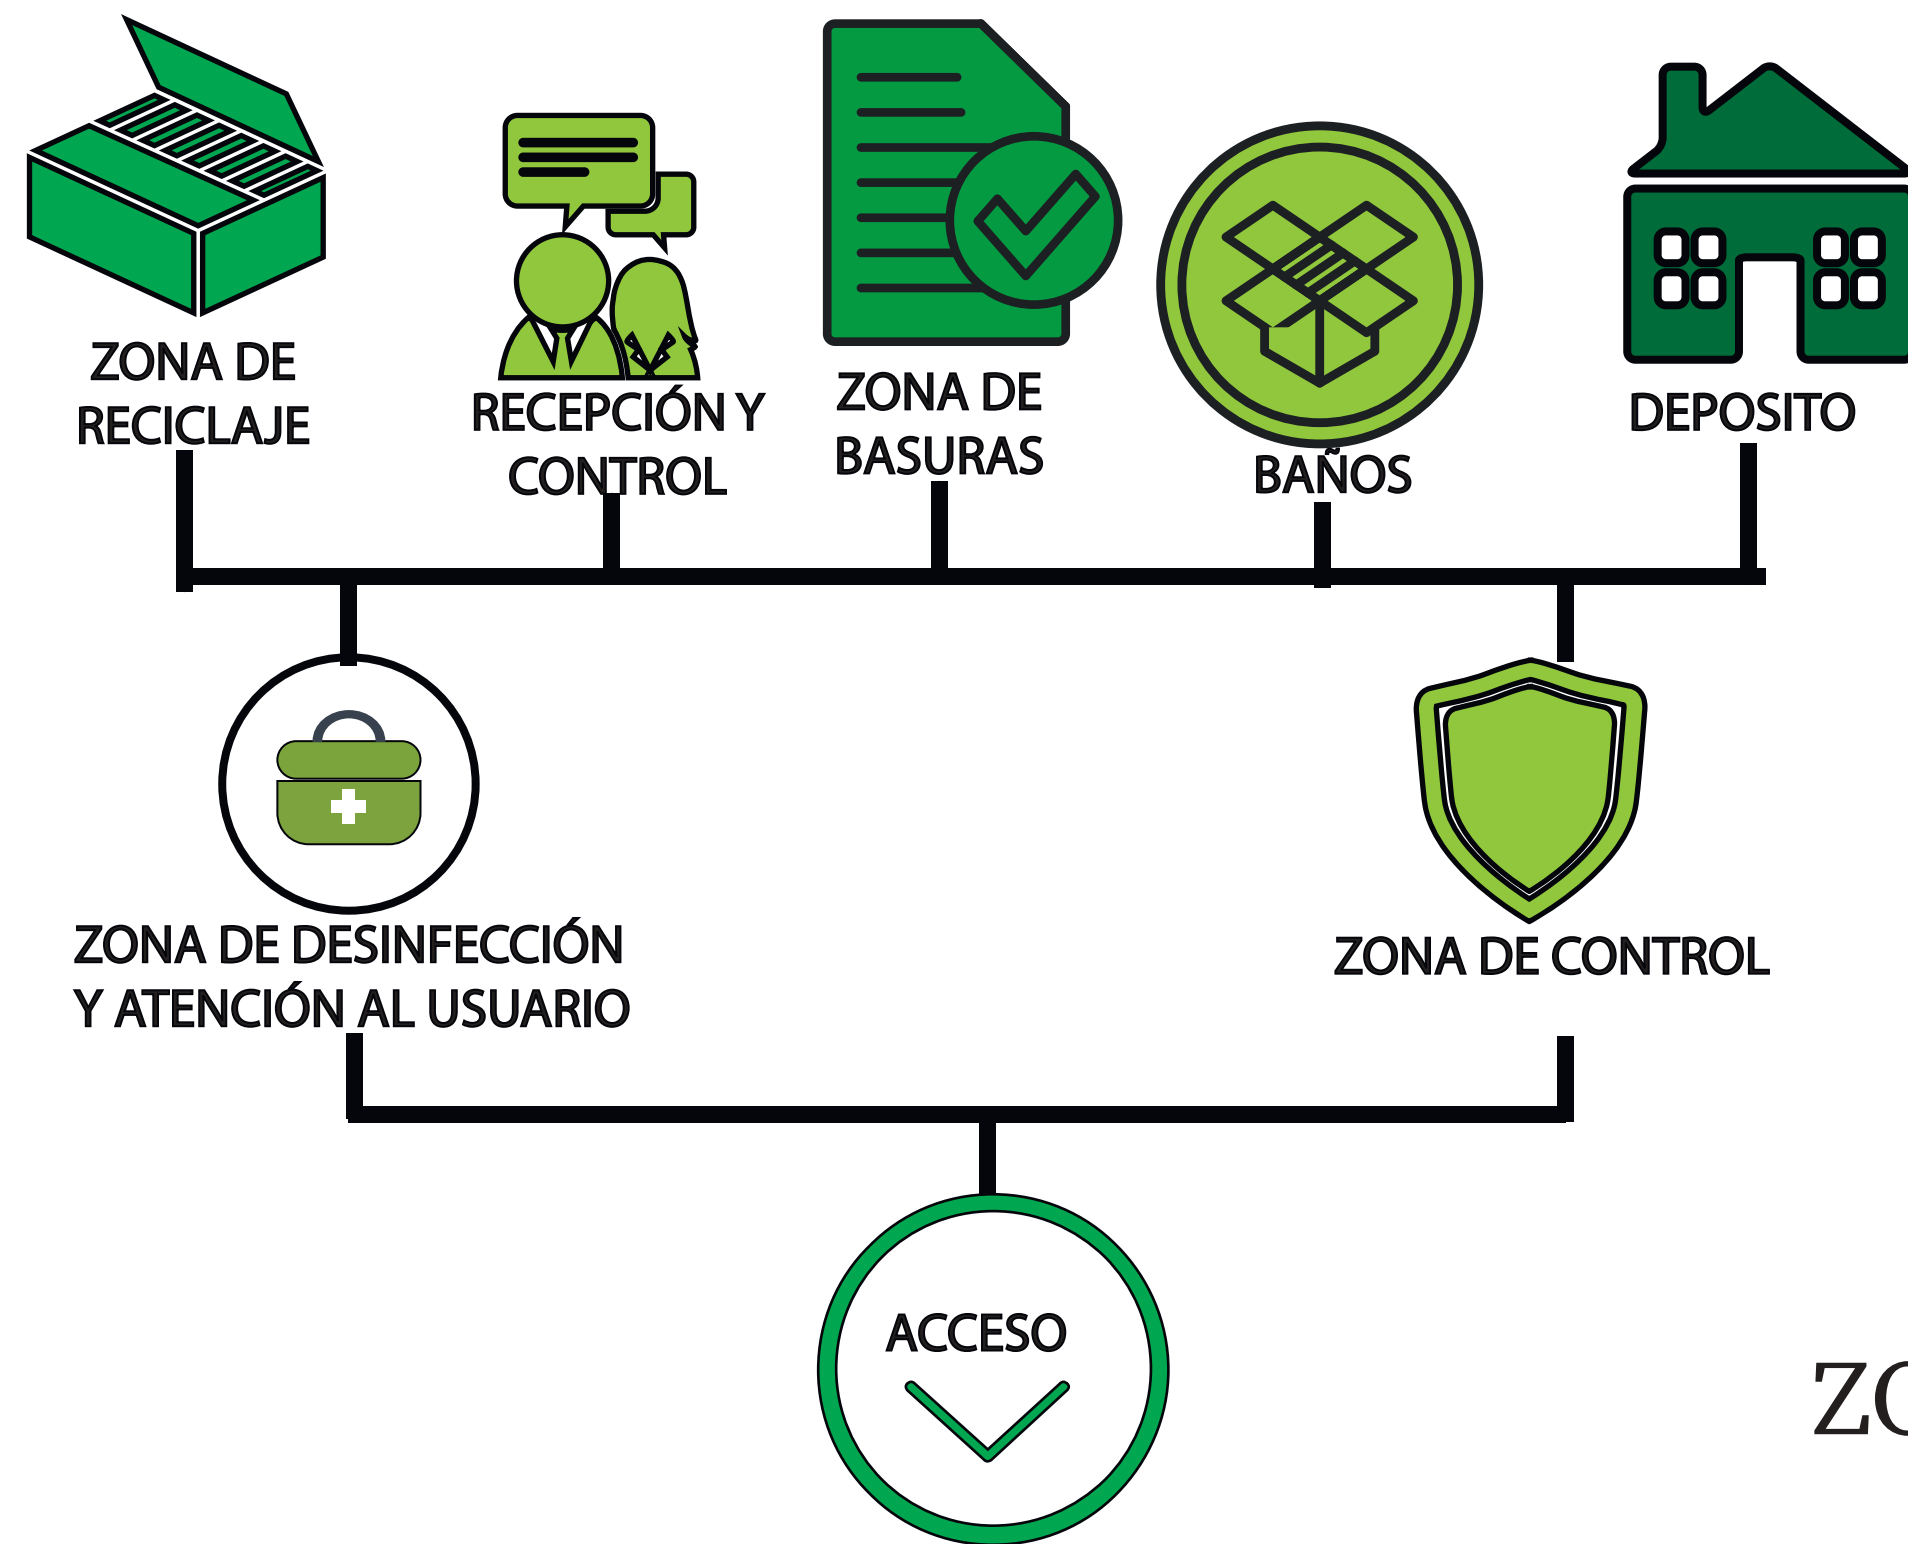 ZONA DE
RECICLAJE
RECEPCIÓN Y
CONTROL
ZONA DE
BASURAS
BAÑOS
DEPOSITO
ZONA DE DESINFECCIÓN
Y ATENCIÓN AL USUARIO
ZONA DE CONTROL
ACCESO